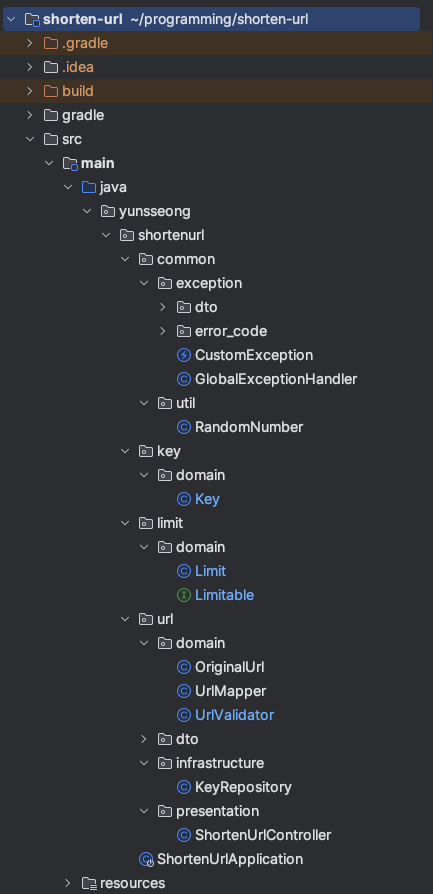 shorten-url ~/programming/shorten-url
.gradle
.idea
build
gradle
src
main
java
yunsseong
shortenurl
common
exception
dto
error_code
CustomException
GlobalExceptionHandler
util
RandomNumber
key
domain
Key
limit
domain
Limit
Limitable
url
domain
OriginalUrl
UrlMapper
UrlValidator
dto
infrastructure
KeyRepository
presentation
ShortenUrlController
ShortenUrlApplication
resources